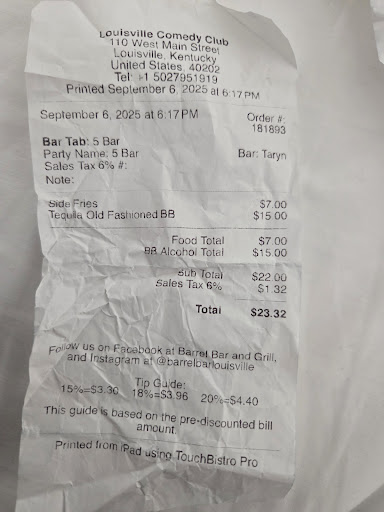 Louisville Comedy Club
110 West Main Street
Louisville, Kentucky
United States, 40202
Tel: +1 5027951919
Printed September 6, 2025 at 6:17 PM
September 6, 2025 at 6:17 PM Order #:
181893
Bar Tab: 5 Bar
Party Name: 5 Bar Bar: Taryn
Sales Tax 6% #:
Note:
Side Fries $7.00
Tequila Old Fashioned BB $15.00
Food Total $7.00
BB Alcohol Total $15.00
Sub Total $22.00
Sales Tax 6% $1.32
Total $23.32
Follow us on Facebook at Barrel Bar and Grill,
and Instagram at @barrelbarlouisville
Tip Guide:
15%=$3.30 18%=$3.96 20%=$4.40
This guide is based on the pre-discounted bill
amount.
Printed from iPad using TouchBistro Pro